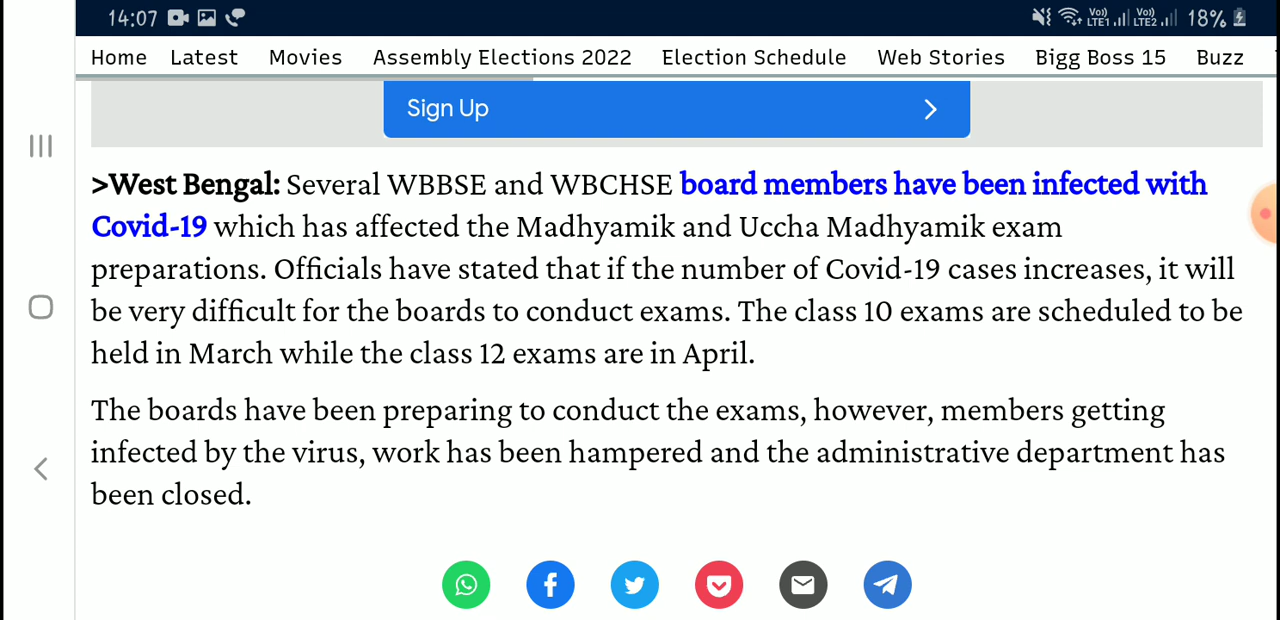 14:07 Vo) LTE1 Vo) LTE2 18%
Home Latest Movies Assembly Elections 2022 Election Schedule Web Stories Bigg Boss 15 Buzz
Sign Up
>West Bengal: Several WBBSE and WBCHSE board members have been infected with
Covid-19 which has affected the Madhyamik and Uccha Madhyamik exam
preparations. Officials have stated that if the number of Covid-19 cases increases, it will
be very difficult for the boards to conduct exams. The class 10 exams are scheduled to be
held in March while the class 12 exams are in April.
The boards have been preparing to conduct the exams, however, members getting
infected by the virus, work has been hampered and the administrative department has
been closed.